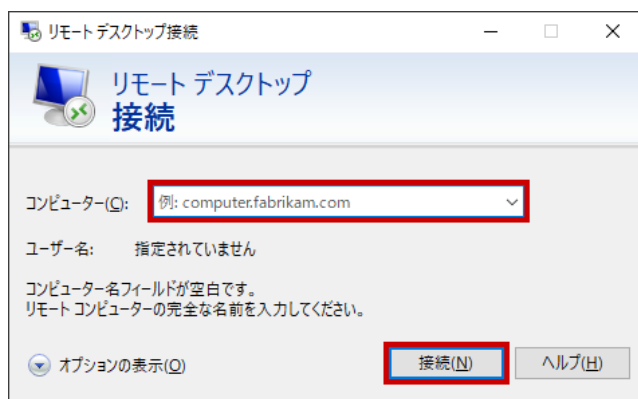 リモート デスクトップ接続
リモート デスクトップ
接続
コンピューター(C): 例: computer.fabrikam.com
ユーザー名: 指定されていません
コンピューター名フィールドが空白です。
リモート コンピューターの完全な名前を入力してください。
オプションの表示(O) 接続(N) ヘルプ(H)